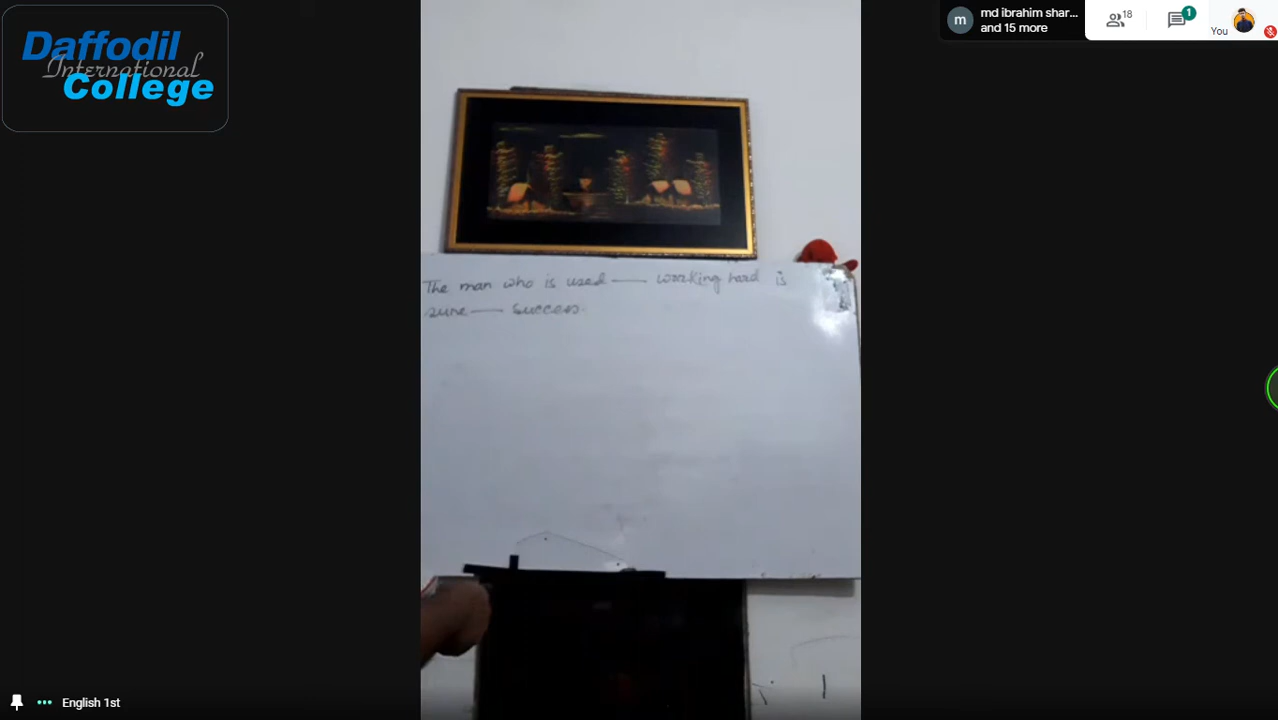 Daffodil
International
College
md ibrahim shar...
and 15 more
18
1
You
The man who is used —— working hard is
sure —— success.
English 1st